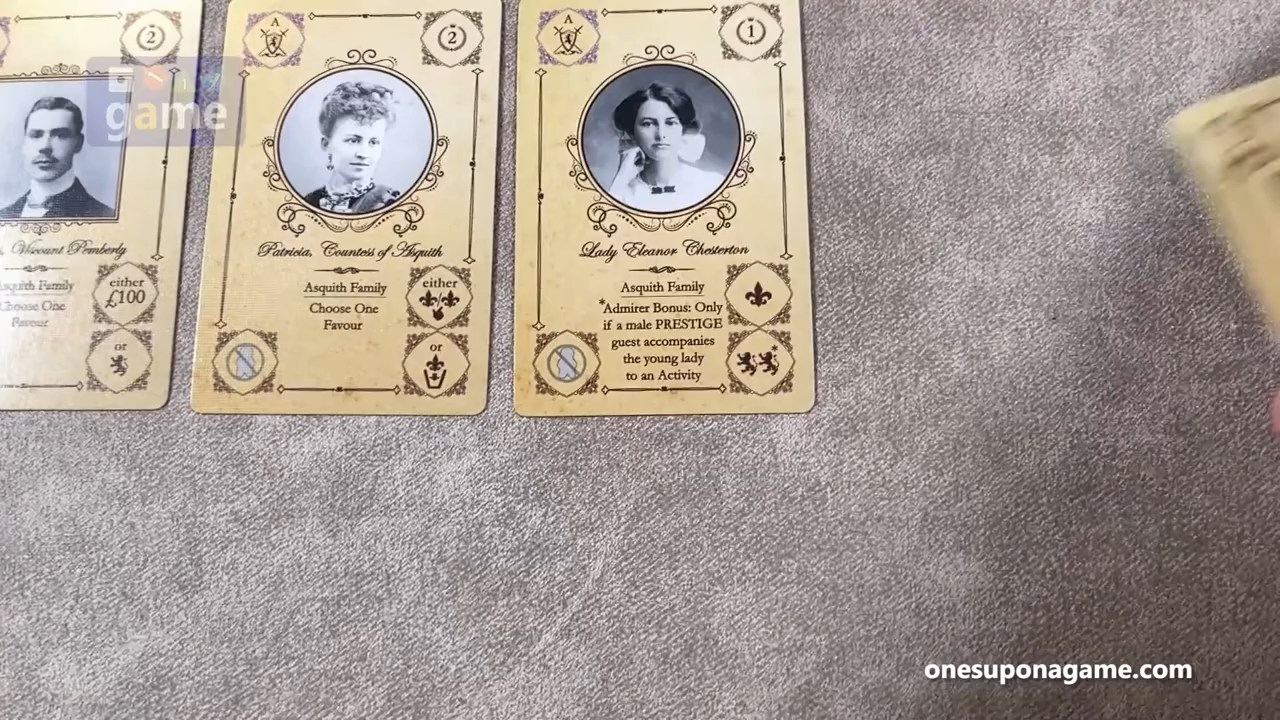 2
game
, Viscount Pemberly
Asquith Family
Choose One
Favour
either
£100
or
A
2
Patricia, Countess of Asquith
Asquith Family
Choose One
Favour
either
or
A
1
Lady Eleanor Chesterton
Asquith Family
*Admirer Bonus: Only
if a male PRESTIGE
guest accompanies
the young lady
to an Activity
*
onesuponagame.com